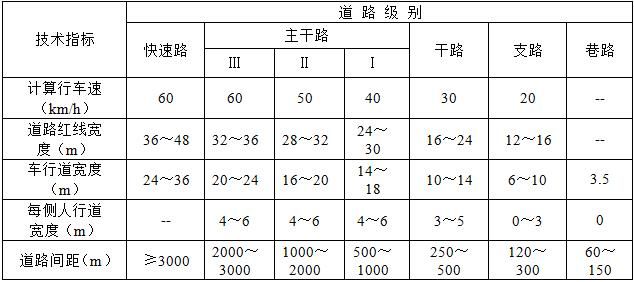 技术指标 道 路 级 别
快速路 主干路 干路 支路 巷路
Ⅲ Ⅱ Ⅰ
计算行车速
（km/h） 60 60 50 40 30 20 --
道路红线宽
度（m） 36～48 32～36 28～32 24～
30 16～24 12～16 --
车行道宽度
（m） 24～36 20～24 16～20 14～
18 10～14 6～10 3.5
每侧人行道
宽度（m） -- 4～6 4～6 4～6 3～5 0～3 0
道路间距(m) ≥3000 2000～
3000 1000～
2000 500～
1000 250～
500 120～
300 60～
150